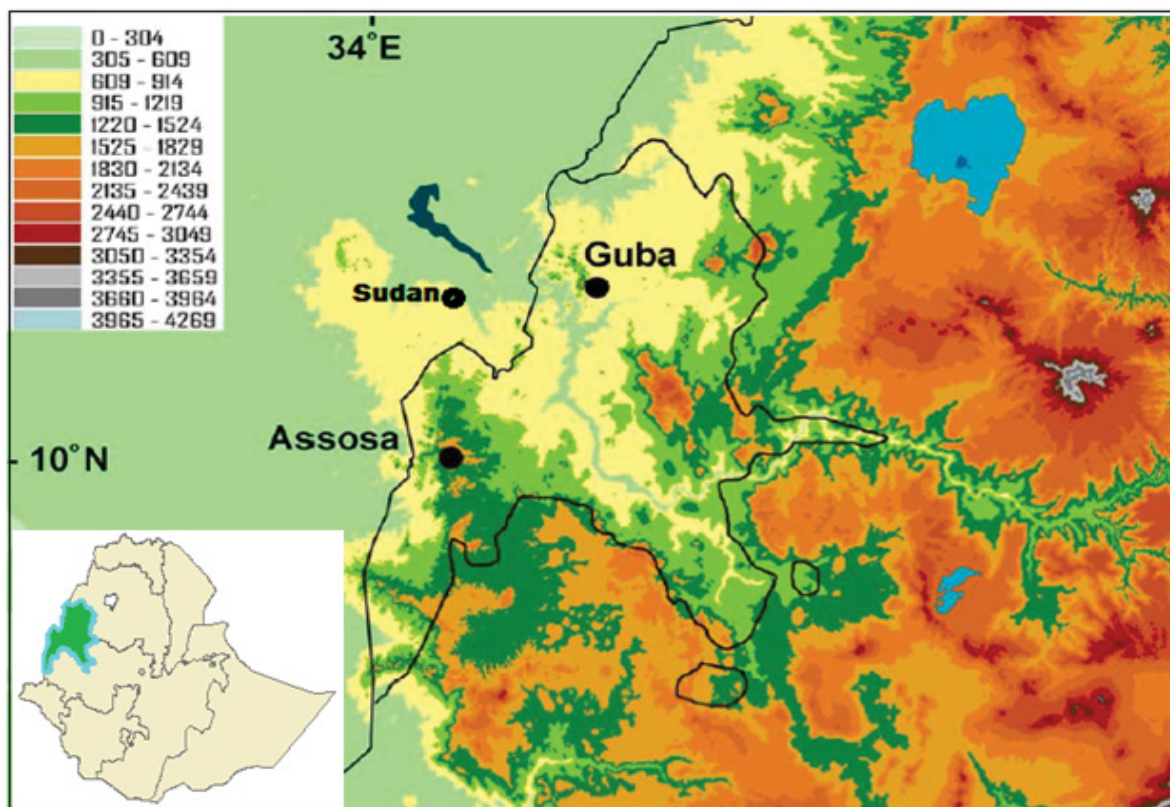 0 - 304
305 - 609
609 - 914
915 - 1219
1220 - 1524
1525 - 1829
1830 - 2134
2135 - 2439
2440 - 2744
2745 - 3049
3050 - 3354
3355 - 3659
3660 - 3964
3965 - 4269
34°E
Guba
Sudan
Assosa
10°N